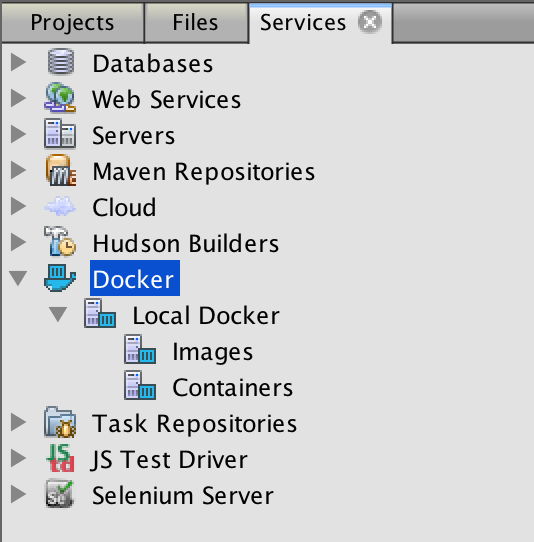 Projects Files Services
Databases
Web Services
Servers
Maven Repositories
Cloud
Hudson Builders
Docker
Local Docker
Images
Containers
Task Repositories
JS Test Driver
Selenium Server